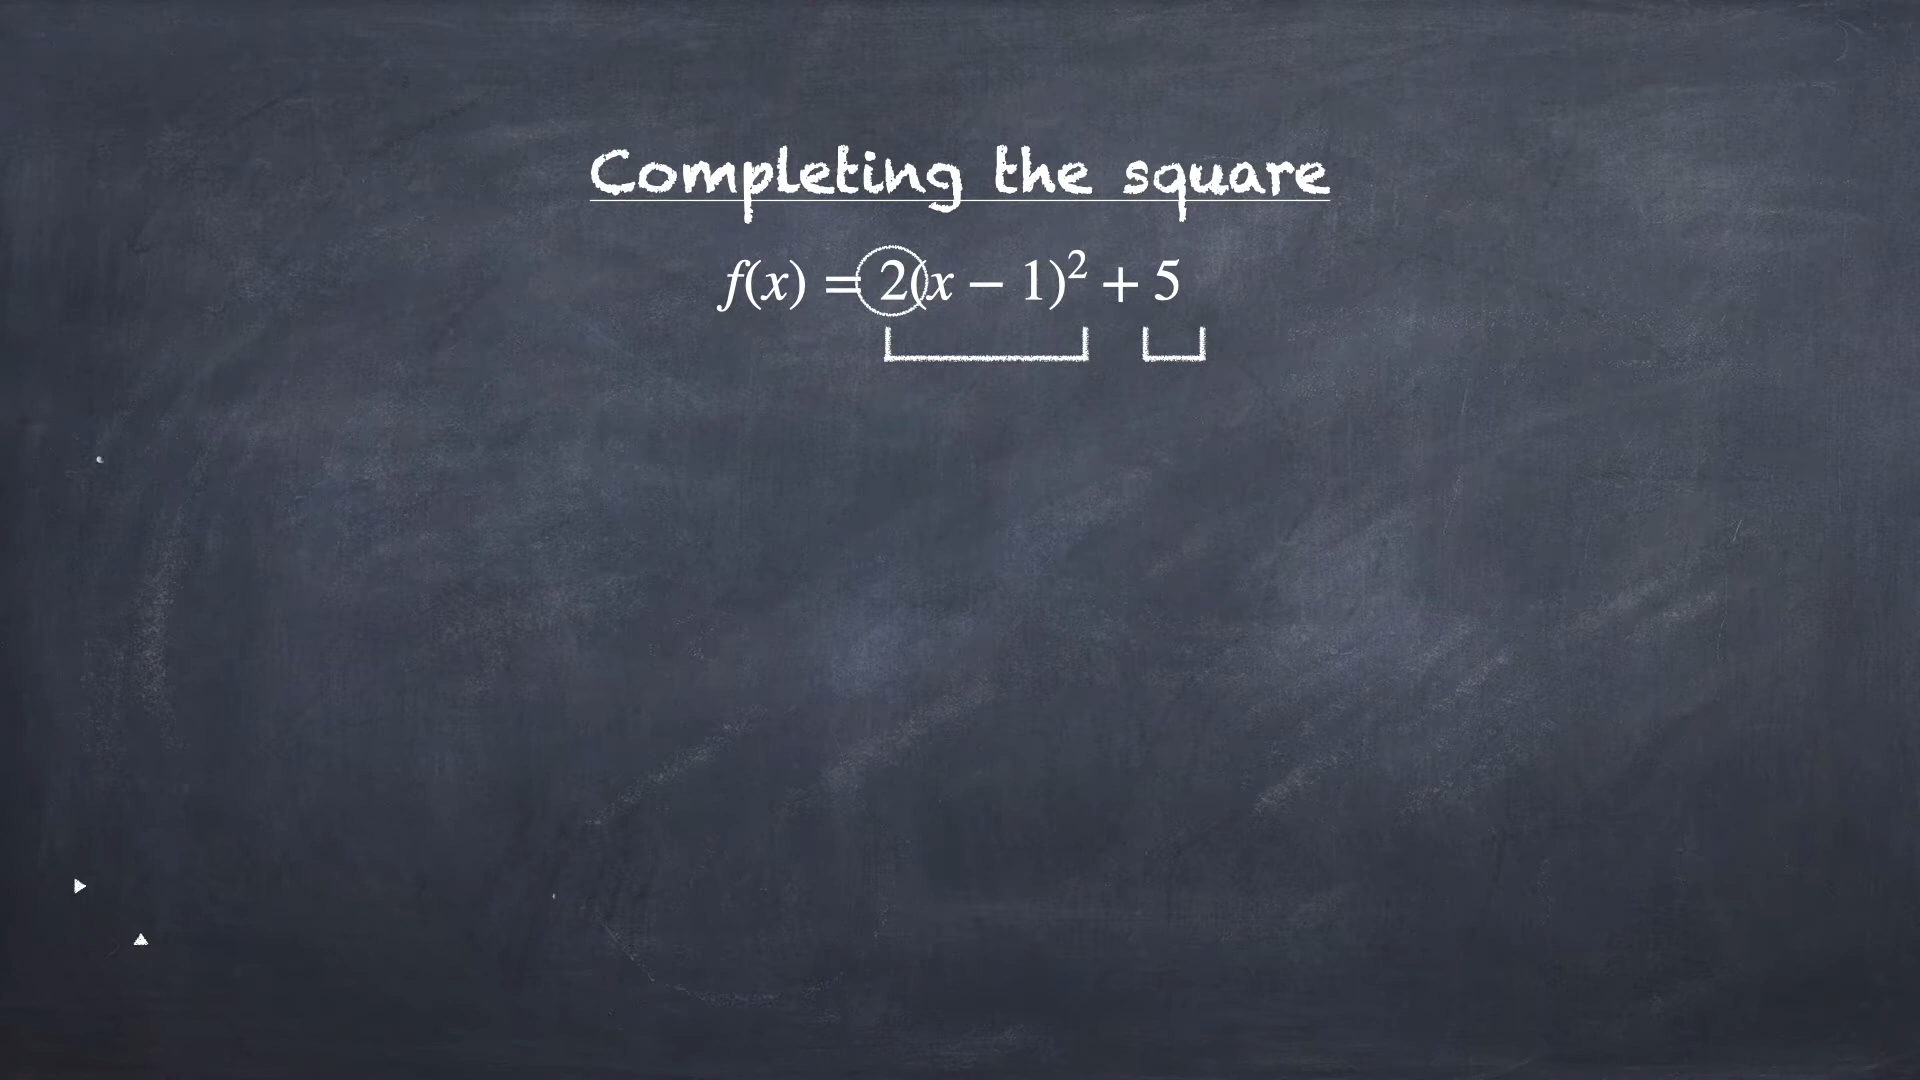 Completing the square
f(x) = 2(x − 1)² + 5